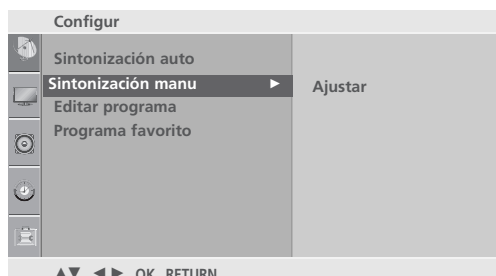 Configur
Sintonización auto
Sintonización manu ► Ajustar
Editar programa
Programa favorito
▲▼ ◄ ► OK RETURN